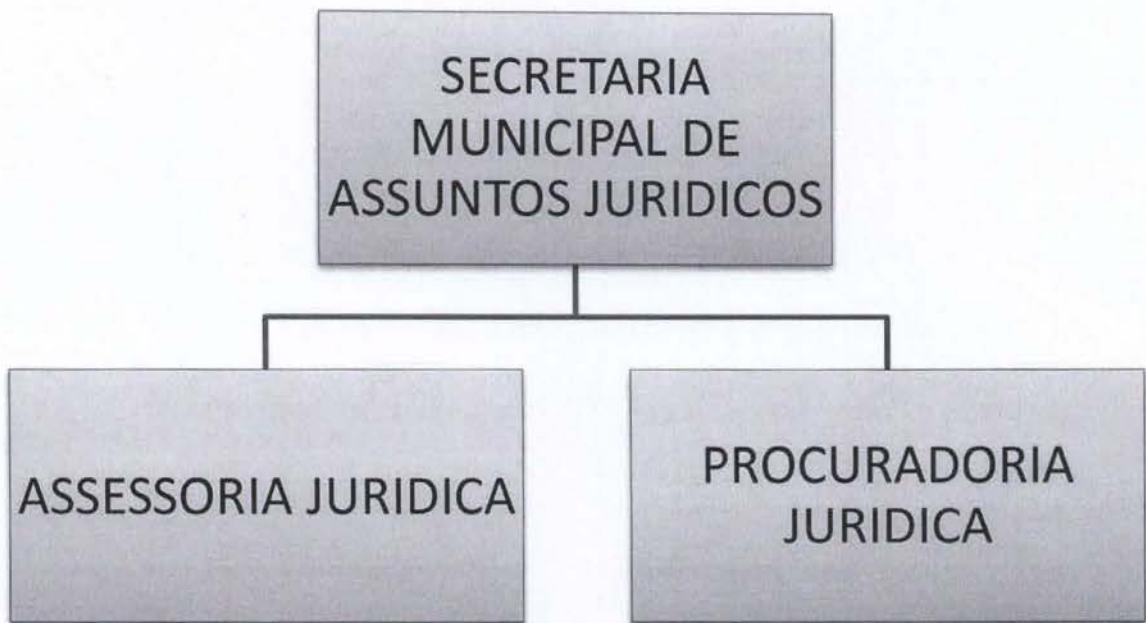 SECRETARIA
MUNICIPAL DE
ASSUNTOS JURIDICOS
ASSESSORIA JURIDICA
PROCURADORIA
JURIDICA